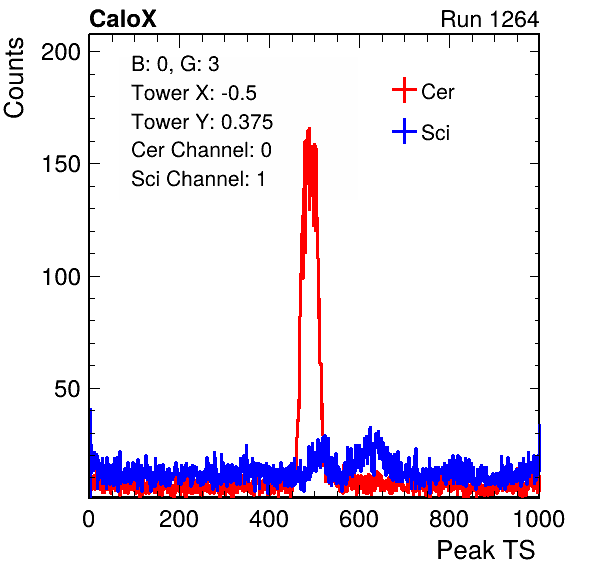 CaloX Run 1264
Counts
200
150
100
50
B: 0, G: 3
Tower X: -0.5
Tower Y: 0.375
Cer Channel: 0
Sci Channel: 1
Cer
Sci
0 200 400 600 800 1000
Peak TS